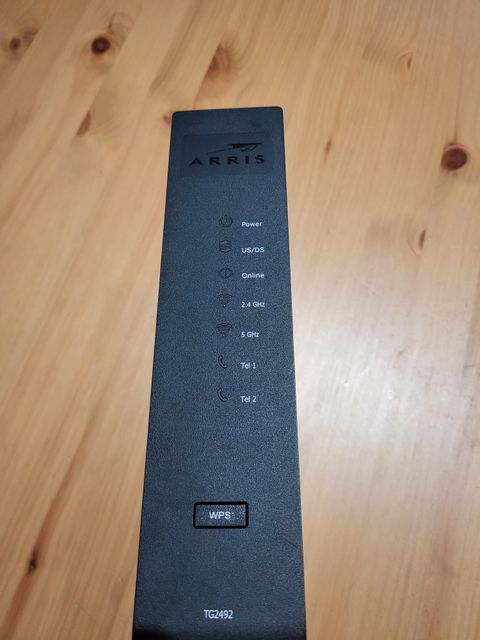 ARRIS
Power
US/DS
Online
2.4 GHz
5 GHz
Tel 1
Tel 2
WPS
TG2492